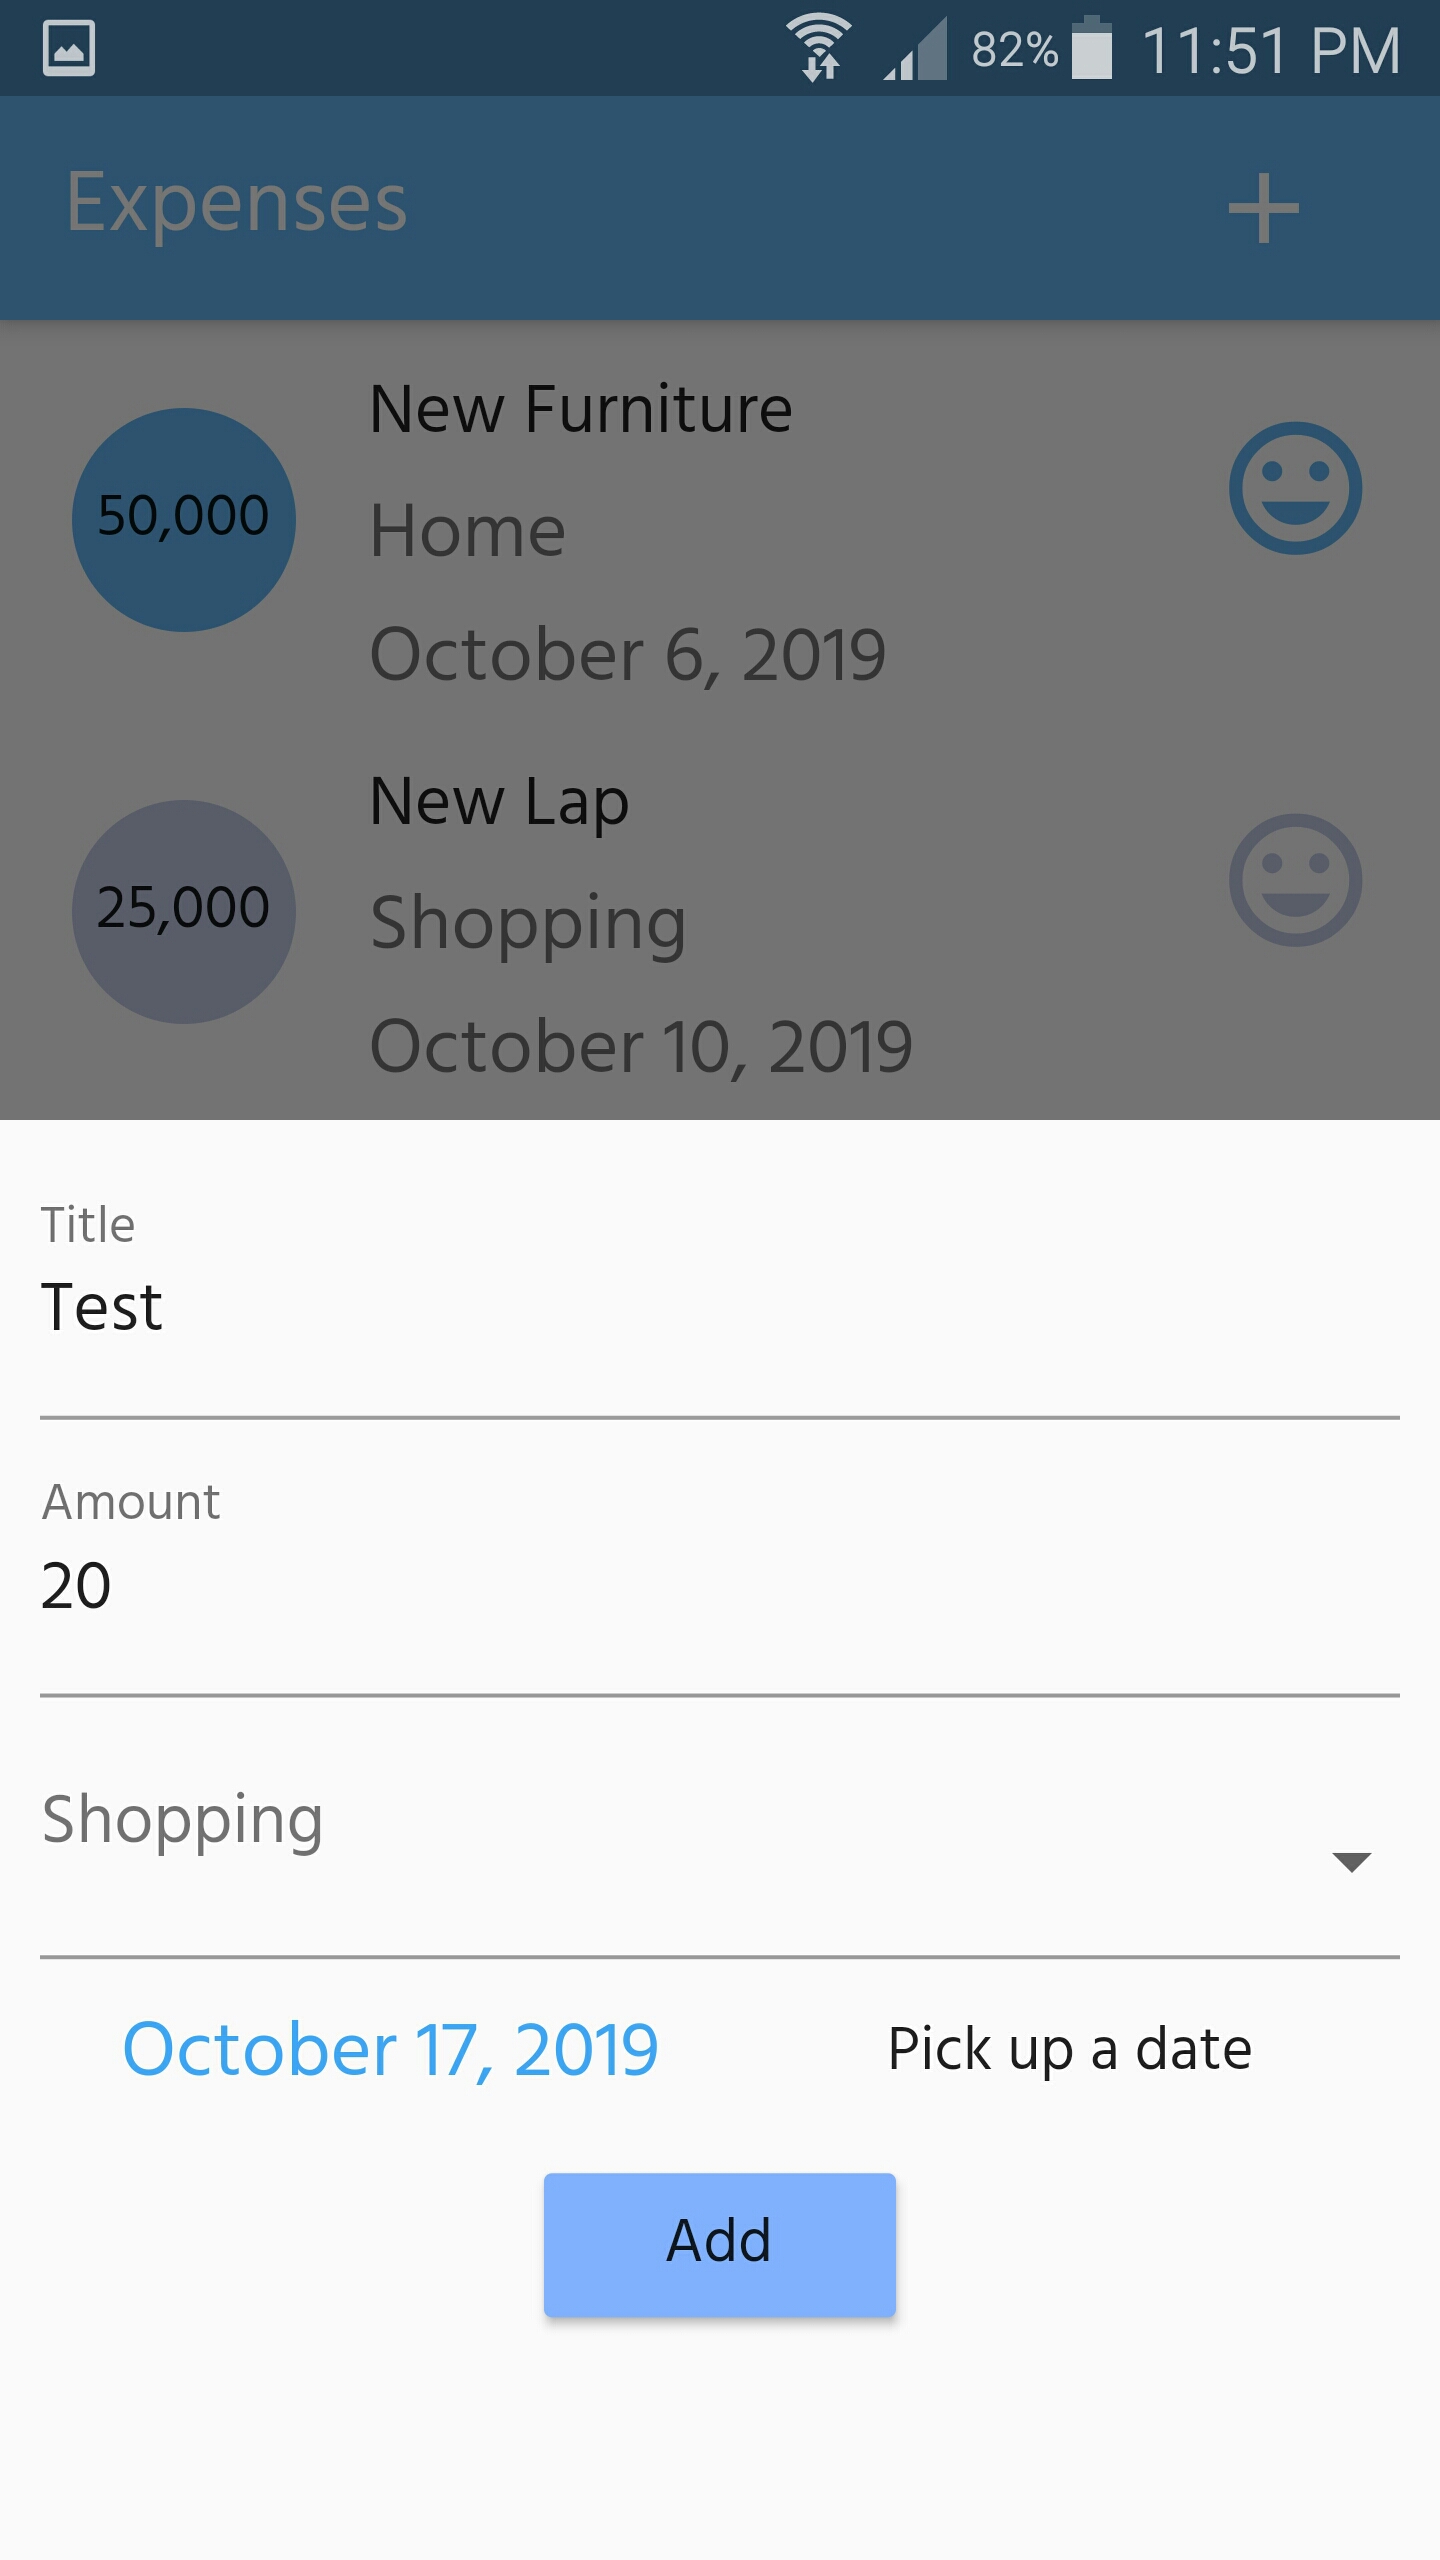 82% 11:51 PM
Expenses
New Furniture
50,000
Home
October 6, 2019
New Lap
25,000
Shopping
October 10, 2019
Title
Test
Amount
20
Shopping
October 17, 2019 Pick up a date
Add